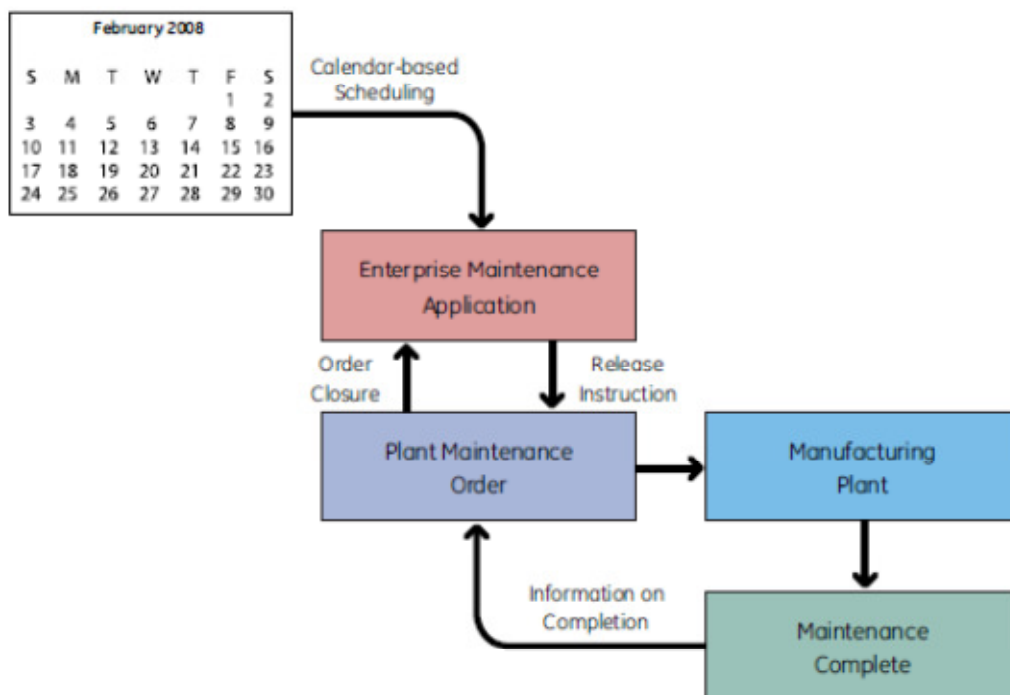 February 2008
S M T W T F S
1 2
3 4 5 6 7 8 9
10 11 12 13 14 15 16
17 18 19 20 21 22 23
24 25 26 27 28 29 30
Calendar-based
Scheduling
Enterprise Maintenance
Application
Order
Closure
Release
Instruction
Plant Maintenance
Order
Manufacturing
Plant
Information on
Completion
Maintenance
Complete